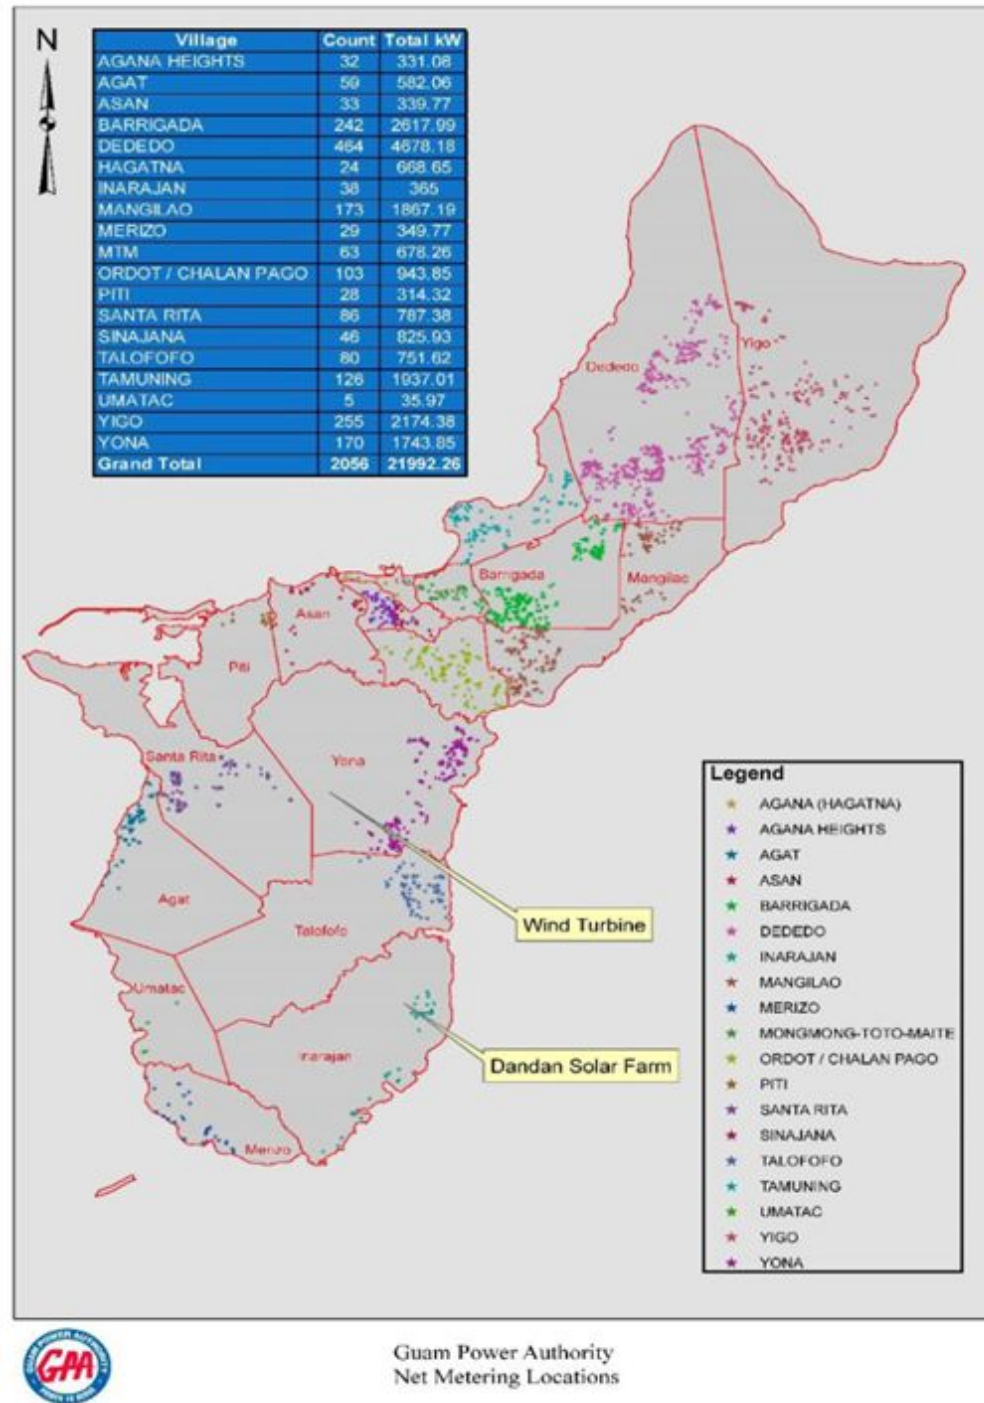 N
Village Count Total kW
AGANA HEIGHTS 32 331.08
AGAT 59 582.06
ASAN 33 339.77
BARRIGADA 242 2617.99
DEDEDO 464 4678.18
HAGATNA 24 668.65
INARAJAN 38 365
MANGILAO 173 1867.19
MERIZO 29 349.77
MTM 63 678.26
ORDOT / CHALAN PAGO 103 943.85
PITI 28 314.32
SANTA RITA 86 787.38
SINAJANA 46 825.93
TALOFOFO 80 751.62
TAMUNING 126 1937.01
UMATAC 5 35.97
YIGO 255 2174.38
YONA 170 1743.85
Grand Total 2056 21992.26
Yigo
Dededo
Barrigada
Mangilao
Asan
Piti
Santa Rita
Yona
Agat
Wind Turbine
Talofofo
Umatac
Inarajan
Dandan Solar Farm
Merizo
Legend
AGANA (HAGATNA)
AGANA HEIGHTS
AGAT
ASAN
BARRIGADA
DEDEDO
INARAJAN
MANGILAO
MERIZO
MONGMONG-TOTO-MAITE
ORDOT / CHALAN PAGO
PITI
SANTA RITA
SINAJANA
TALOFOFO
TAMUNING
UMATAC
YIGO
YONA
GUAM POWER AUTHORITY
GPA
Guam Power Authority
Net Metering Locations